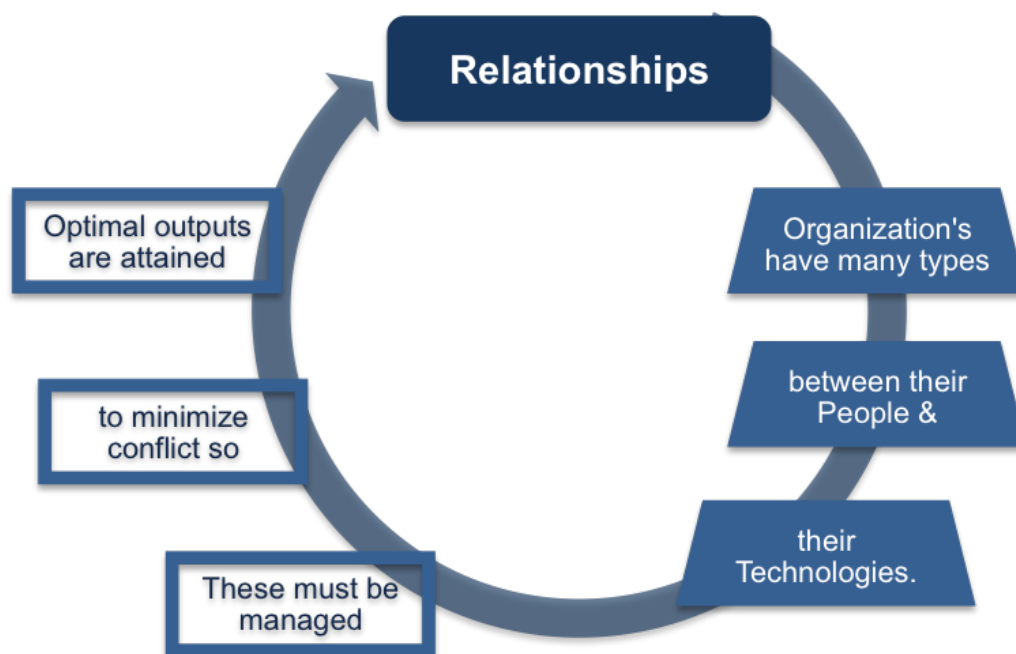 Relationships
Organization's
have many types
between their
People &
their
Technologies.
These must be
managed
to minimize
conflict so
Optimal outputs
are attained